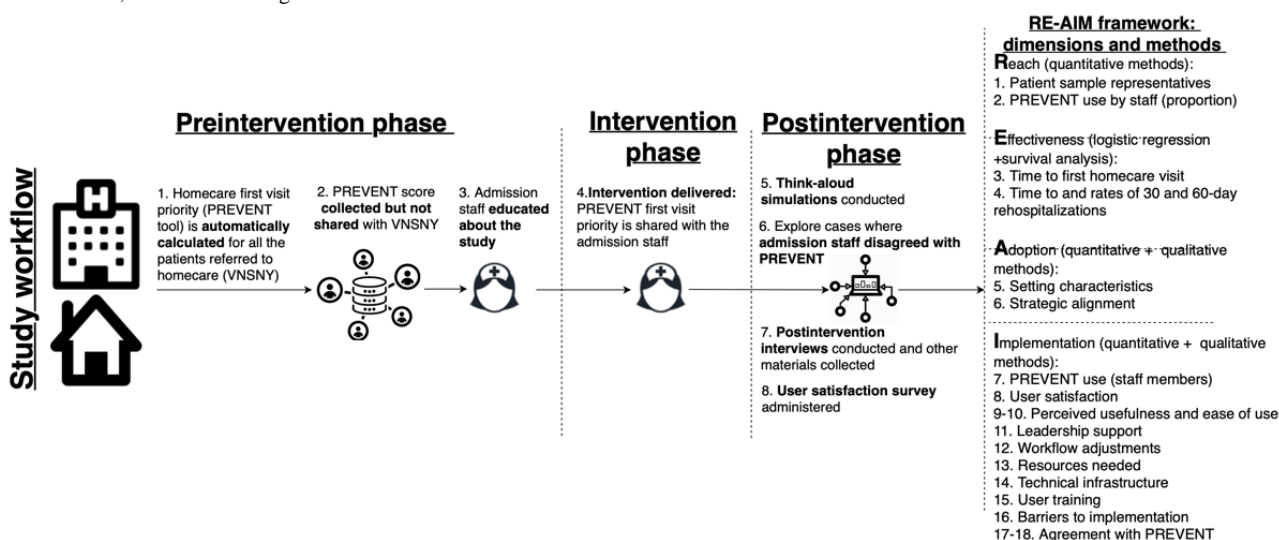 RE-AIM framework:
dimensions and methods
Reach (quantitative methods):
1. Patient sample representatives
2. PREVENT use by staff (proportion)
Effectiveness (logistic regression
+survival analysis):
3. Time to first homecare visit
4. Time to and rates of 30 and 60-day
rehospitalizations
Adoption (quantitative + qualitative
methods):
5. Setting characteristics
6. Strategic alignment
Implementation (quantitative + qualitative
methods):
7. PREVENT use (staff members)
8. User satisfaction
9-10. Perceived usefulness and ease of use
11. Leadership support
12. Workflow adjustments
13. Resources needed
14. Technical infrastructure
15. User training
16. Barriers to implementation
17-18. Agreement with PREVENT
Study workflow
H
Preintervention phase
1. Homecare first visit
priority (PREVENT
tool) is automatically
calculated for all the
patients referred to
homecare (VNSNY)
2. PREVENT score
collected but not
shared with VNSNY
3. Admission
staff educated
about the
study
Intervention
phase
4.Intervention delivered:
PREVENT first visit
priority is shared with the
admission staff
Postintervention
phase
5. Think-aloud
simulations conducted
6. Explore cases where
admission staff disagreed with
PREVENT
7. Postintervention
interviews conducted and other
materials collected
8. User satisfaction survey
administered